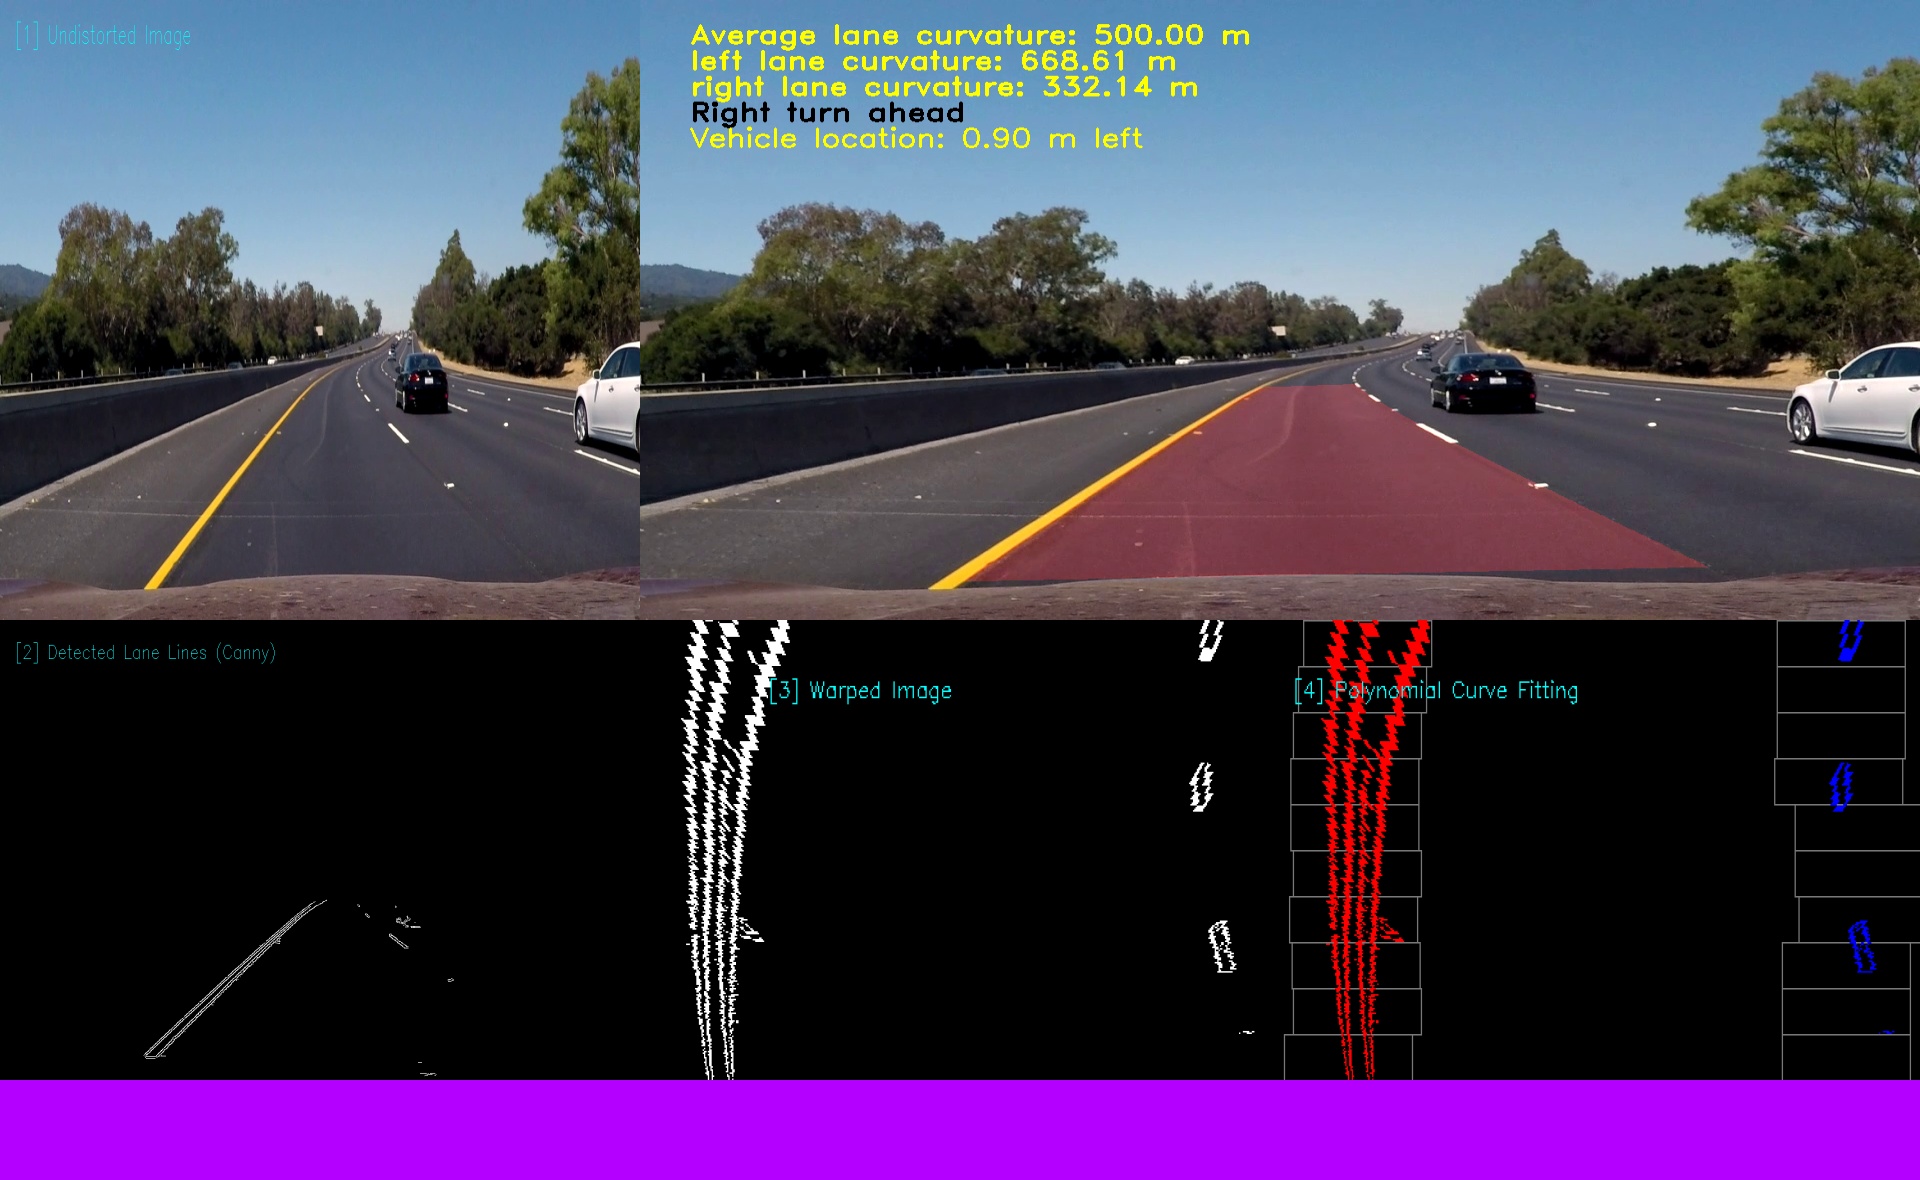 [1] Undistorted Image
Average lane curvature: 500.00 m
left lane curvature: 668.61 m
right lane curvature: 332.14 m
Right turn ahead
Vehicle location: 0.90 m left
[2] Detected Lane Lines (Canny)
[3] Warped Image
[4] Polynomial Curve Fitting